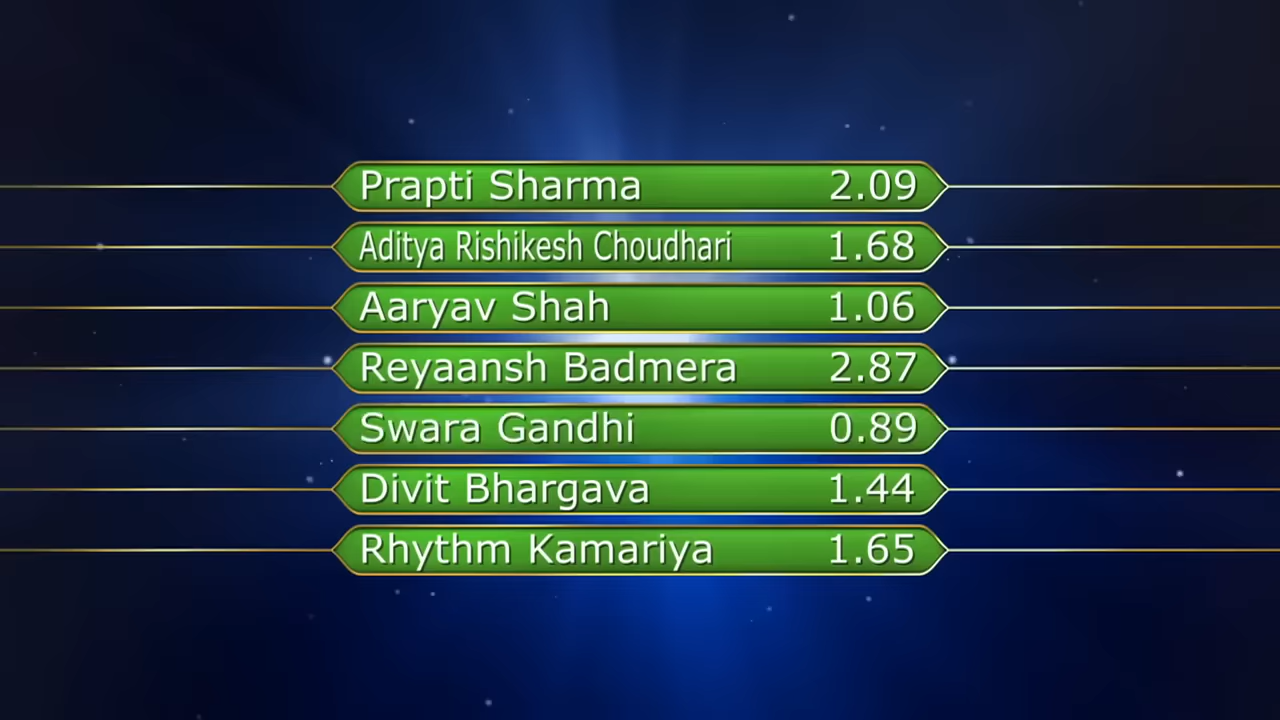 Prapti Sharma 2.09
Aditya Rishikesh Choudhari 1.68
Aaryav Shah 1.06
Reyaansh Badmera 2.87
Swara Gandhi 0.89
Divit Bhargava 1.44
Rhythm Kamariya 1.65